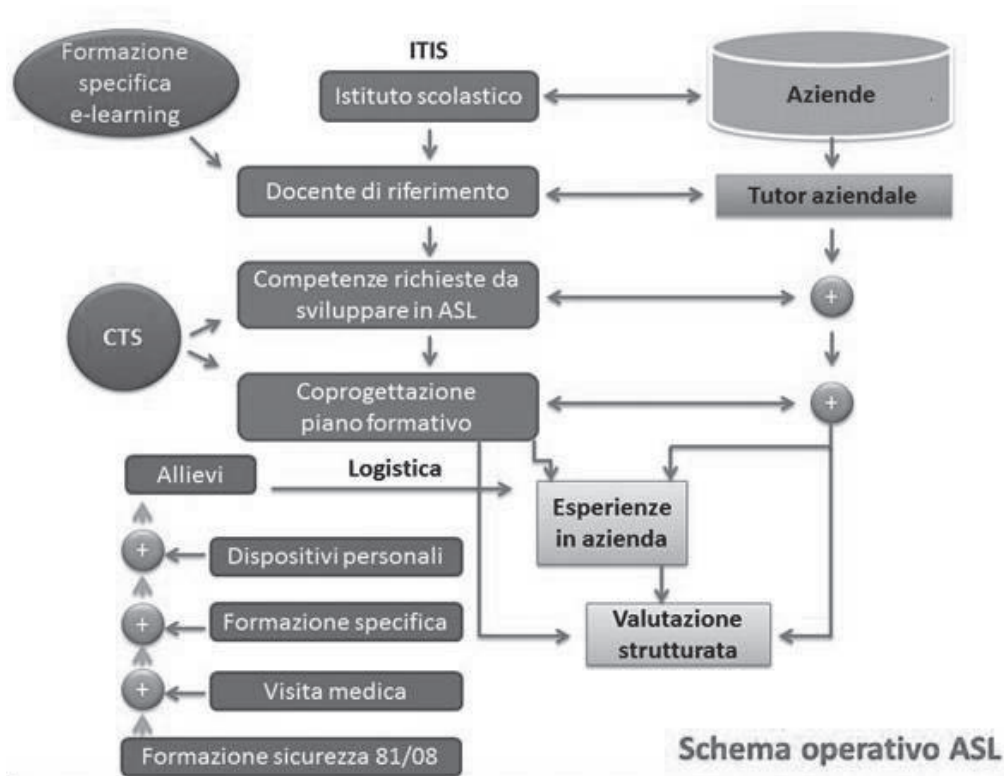 Formazione
specifica
e-learning
ITIS
Istituto scolastico
Aziende
Docente di riferimento
Tutor aziendale
Competenze richieste da
sviluppare in ASL
+
CTS
Coprogettazione
piano formativo
+
Allievi
Logistica
Esperienze
in azienda
+
Dispositivi personali
+
Formazione specifica
Valutazione
strutturata
+
Visita medica
Formazione sicurezza 81/08
Schema operativo ASL